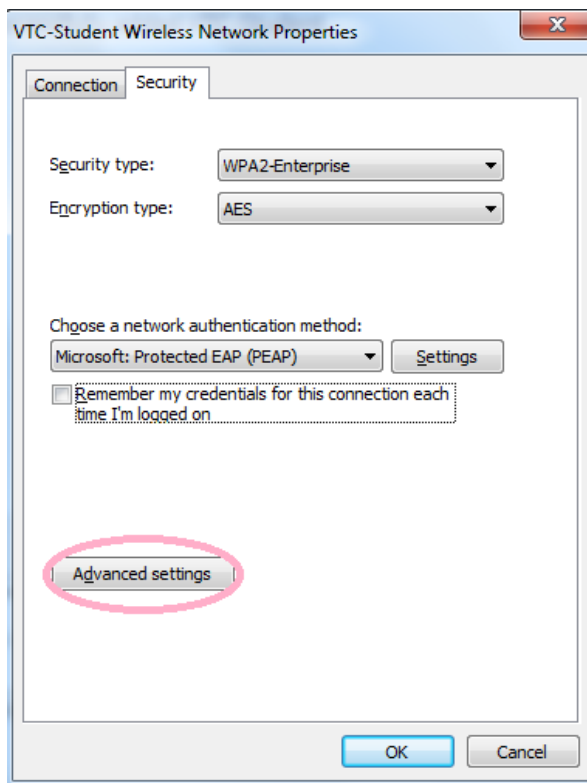 VTC-Student Wireless Network Properties
Connection
Security
Security type:
WPA2-Enterprise
Encryption type:
AES
Choose a network authentication method:
Microsoft: Protected EAP (PEAP)
Settings
Remember my credentials for this connection each
time I'm logged on
Advanced settings
OK
Cancel